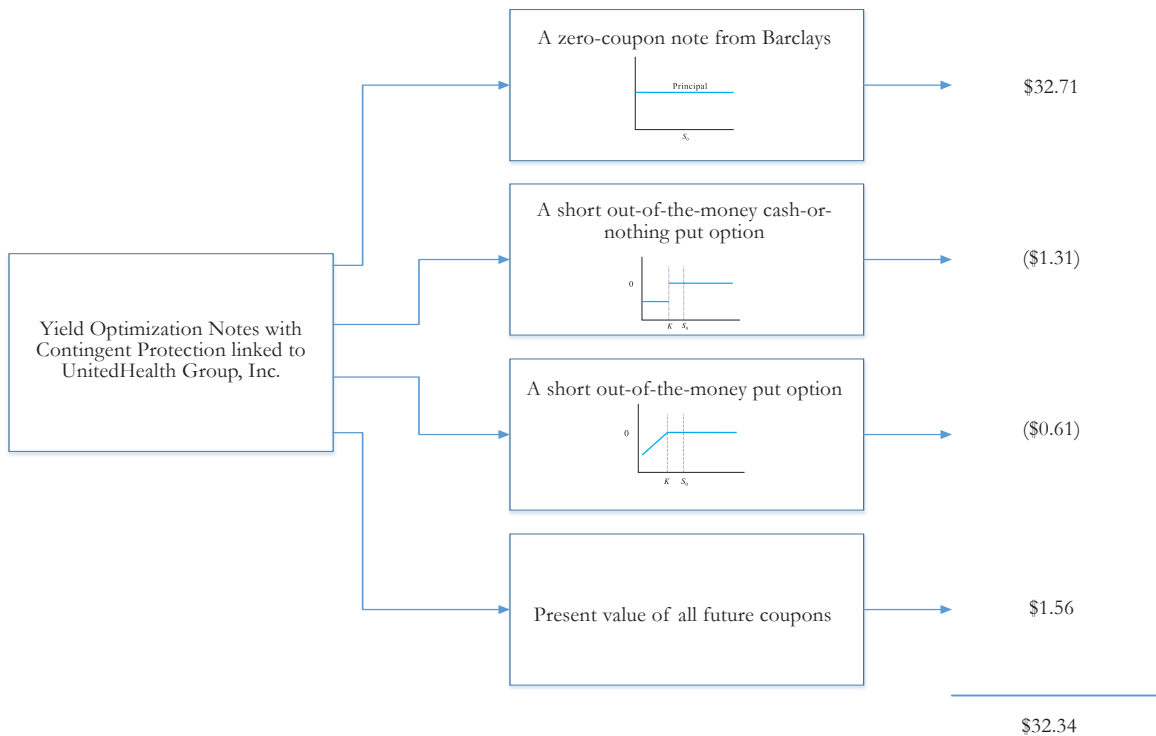 A zero-coupon note from Barclays
Principal
S₀
$32.71
A short out-of-the-money cash-or-
nothing put option
0
K S₀
($1.31)
Yield Optimization Notes with
Contingent Protection linked to
UnitedHealth Group, Inc.
A short out-of-the-money put option
0
K S₀
($0.61)
Present value of all future coupons
$1.56
$32.34